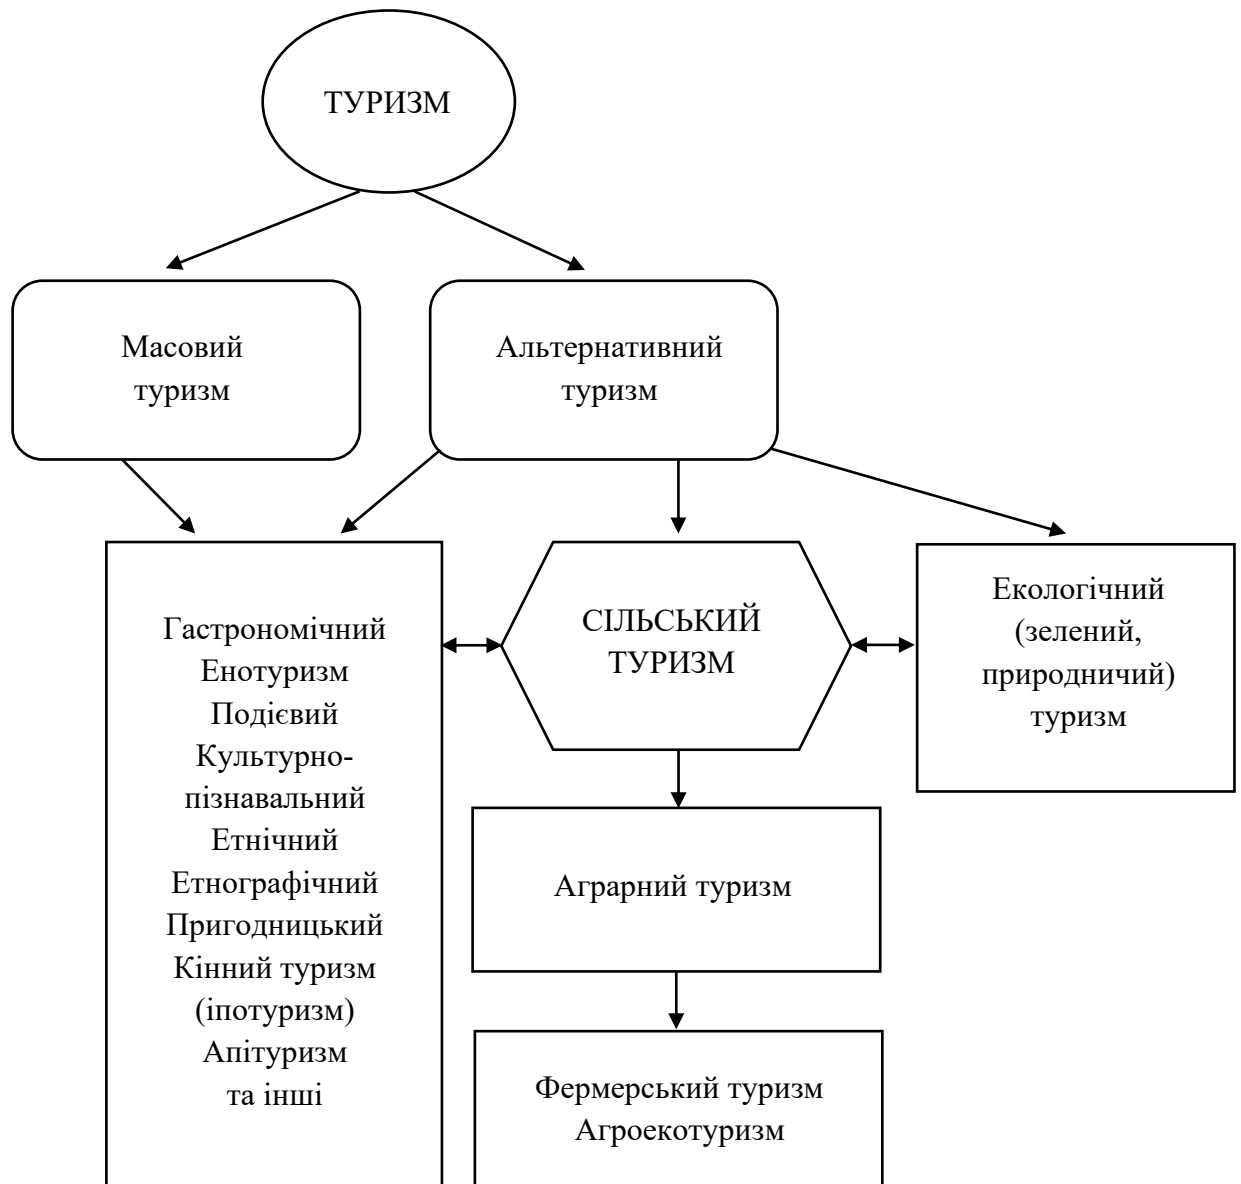 ТУРИЗМ
Масовий
туризм
Альтернативний
туризм
Гастрономічний
Енотуризм
Подієвий
Культурно-
пізнавальний
Етнічний
Етнографічний
Пригодницький
Кінний туризм
(іпотуризм)
Апітуризм
та інші
СІЛЬСЬКИЙ
ТУРИЗМ
Екологічний
(зелений,
природничий)
туризм
Аграрний туризм
Фермерський туризм
Агроекотуризм